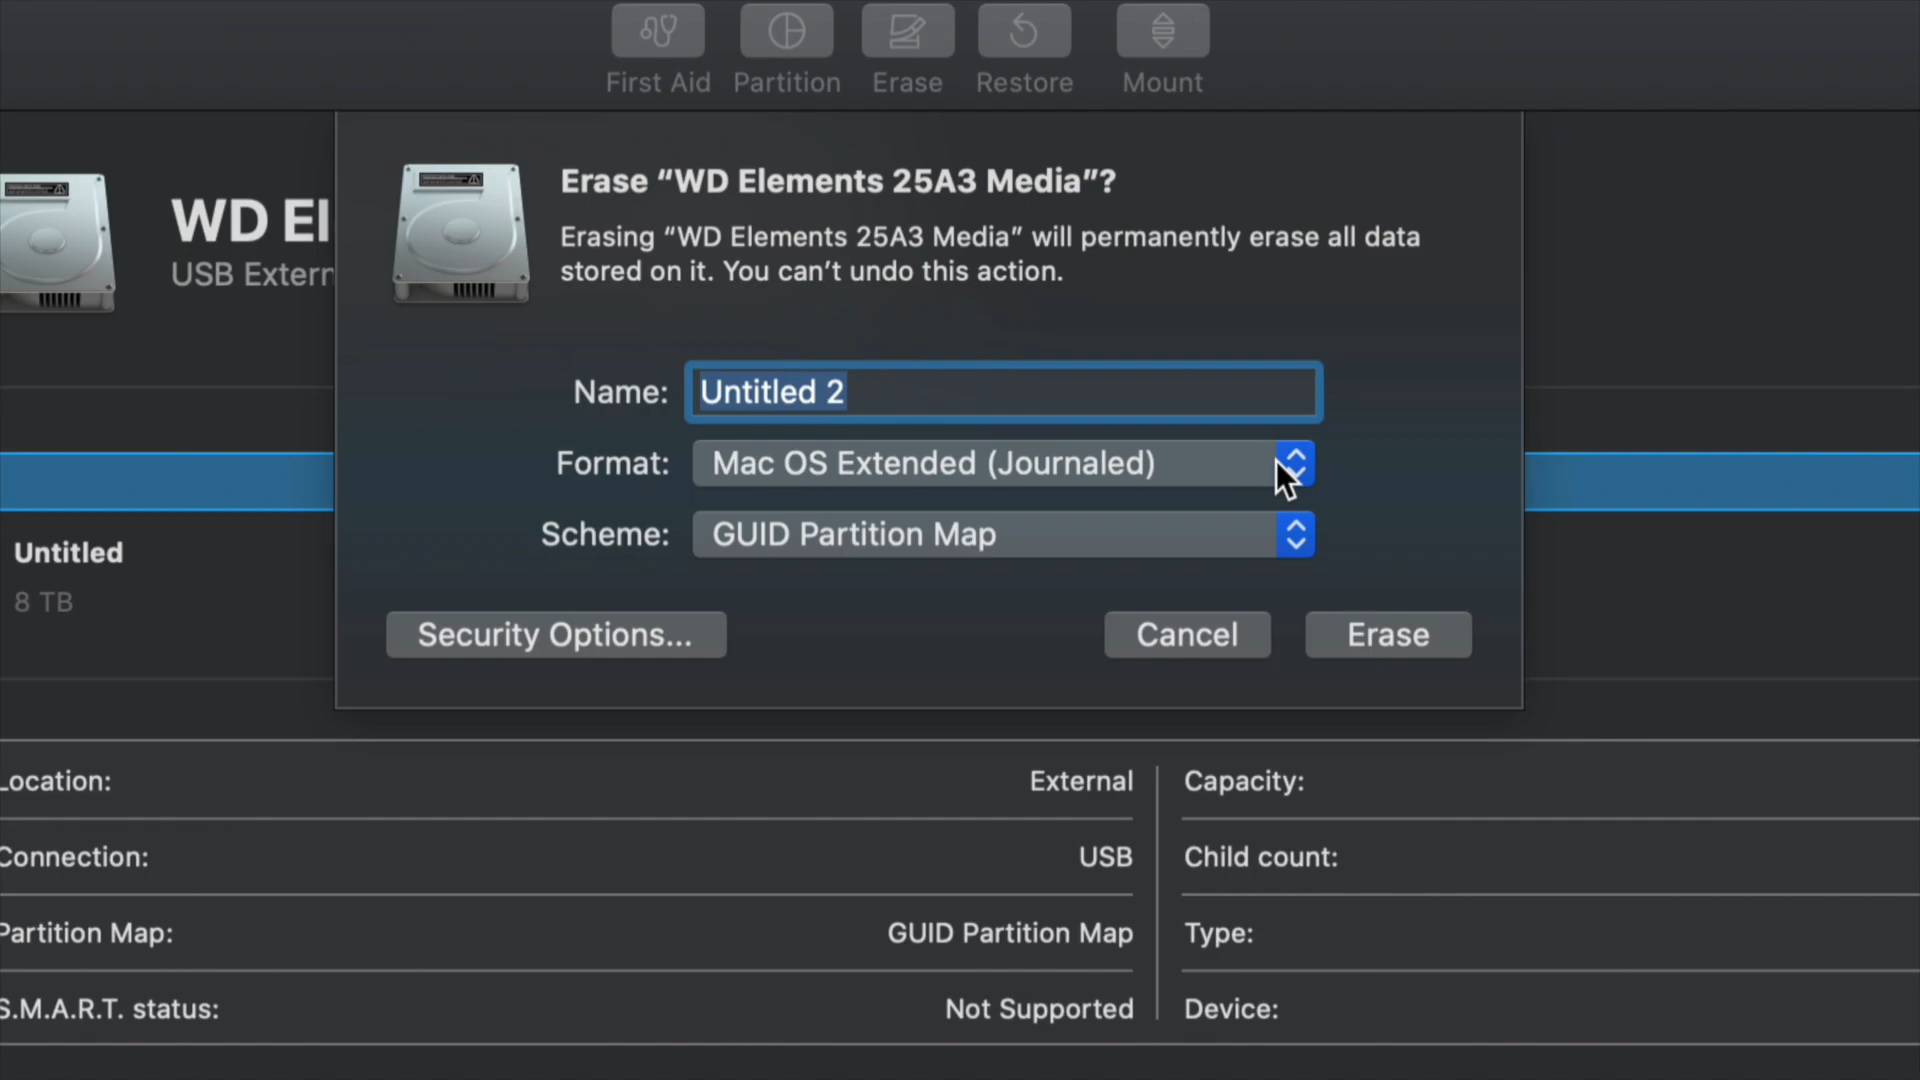 First Aid
Partition
Erase
Restore
Mount
WD El
USB Extern
Erase “WD Elements 25A3 Media”?
Erasing “WD Elements 25A3 Media” will permanently erase all data
stored on it. You can’t undo this action.
Name: Untitled 2
Format: Mac OS Extended (Journaled)
Scheme: GUID Partition Map
Untitled
8 TB
Security Options...
Cancel
Erase
Location: External
Capacity:
Connection: USB
Child count:
Partition Map: GUID Partition Map
Type:
S.M.A.R.T. status: Not Supported
Device: